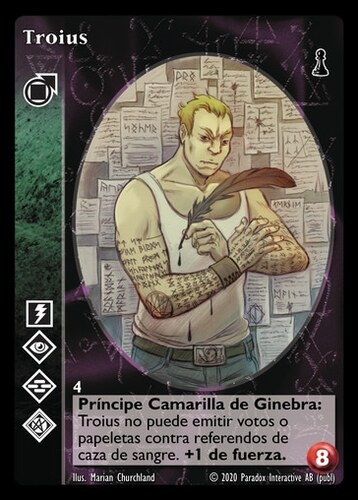 Troius
4
Príncipe Camarilla de Ginebra:
Troius no puede emitir votos o
papeletas contra referendos de
caza de sangre. +1 de fuerza.
8
Ilus. Marian Churchland © 2020 Paradox Interactive AB (publ)